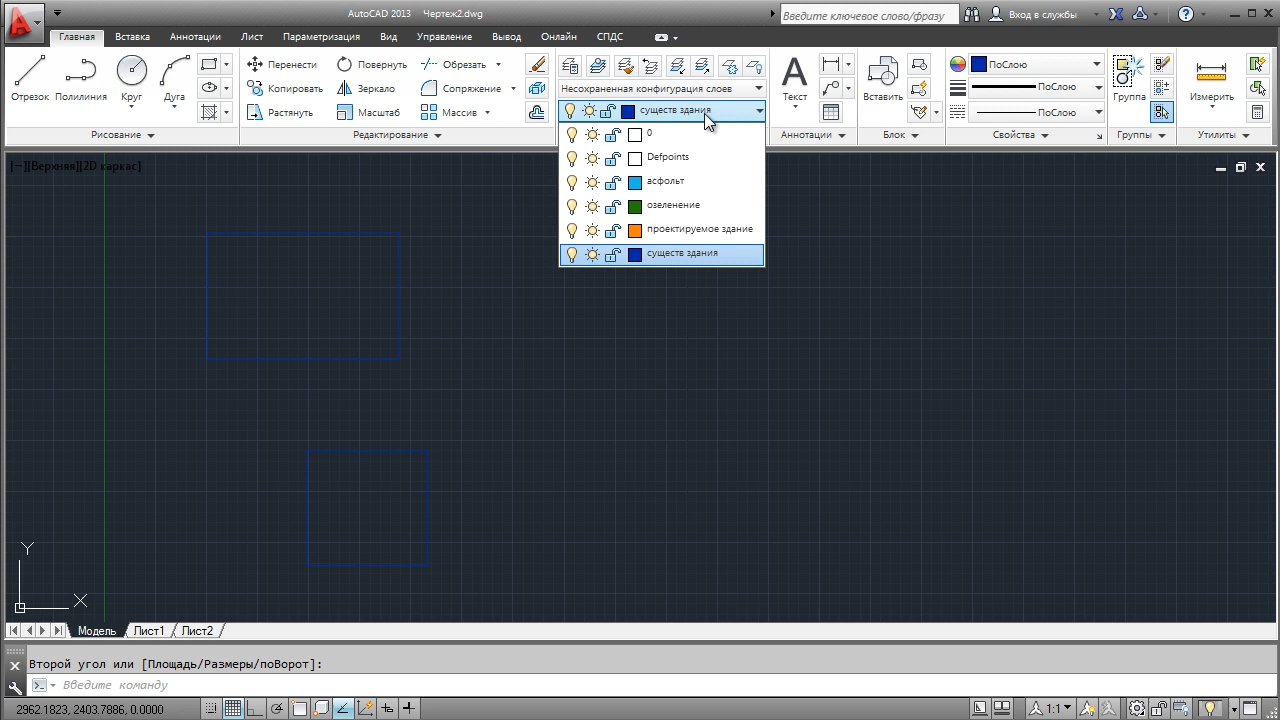 AutoCAD 2013 Чертеж2.dwg
Введите ключевое слово/фразу
Вход в службы
Главная Вставка Аннотации Лист Параметризация Вид Управление Вывод Онлайн СПДС
Отрезок Полилиния Круг Дуга
Рисование
Перенести Повернуть Обрезать
Копировать Зеркало Сопряжение
Растянуть Масштаб Массив
Редактирование
Несохраненная конфигурация слоев
существ здания
0
Defpoints
асфольт
озеленение
проектируемое здание
существ здания
Текст
Аннотации
Вставить
Блок
ПоСлою
ПоСлою
ПоСлою
Свойства
Группа
Группы
Измерить
Утилиты
[−][Верхняя][2D каркас]
Y
X
Модель Лист1 Лист2
Второй угол или [Площадь/Размеры/поВорот]:
Введите команду
2962.1823, 2403.7886, 0.0000
1:1